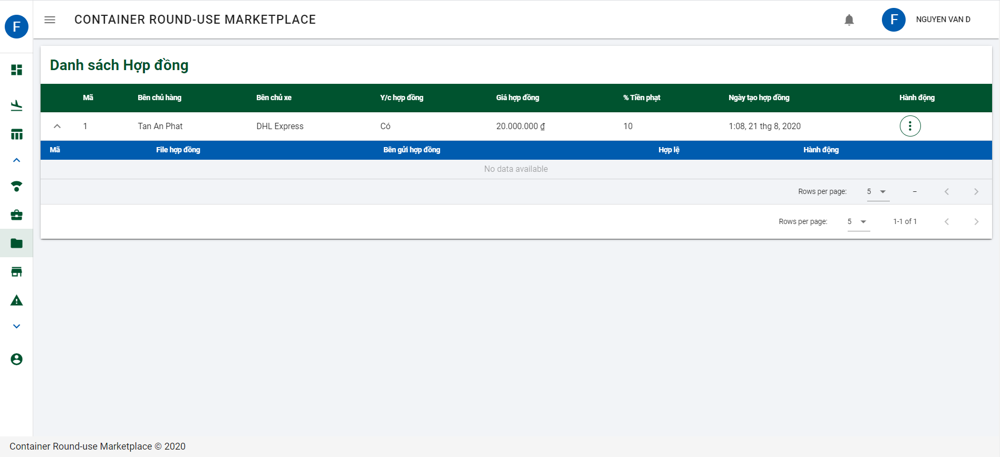 F
CONTAINER ROUND-USE MARKETPLACE
F
NGUYEN VAN D
Danh sách Hợp đồng
Mã Bên chủ hàng Bên chủ xe Y/c hợp đồng Giá hợp đồng % Tiền phạt Ngày tạo hợp đồng Hành động
1 Tan An Phat DHL Express Có 20.000.000 ₫ 10 1:08, 21 thg 8, 2020
Mã File hợp đồng Bên gửi hợp đồng Hợp lệ Hành động
No data available
Rows per page: 5 –
Rows per page: 5 1-1 of 1
Container Round-use Marketplace © 2020